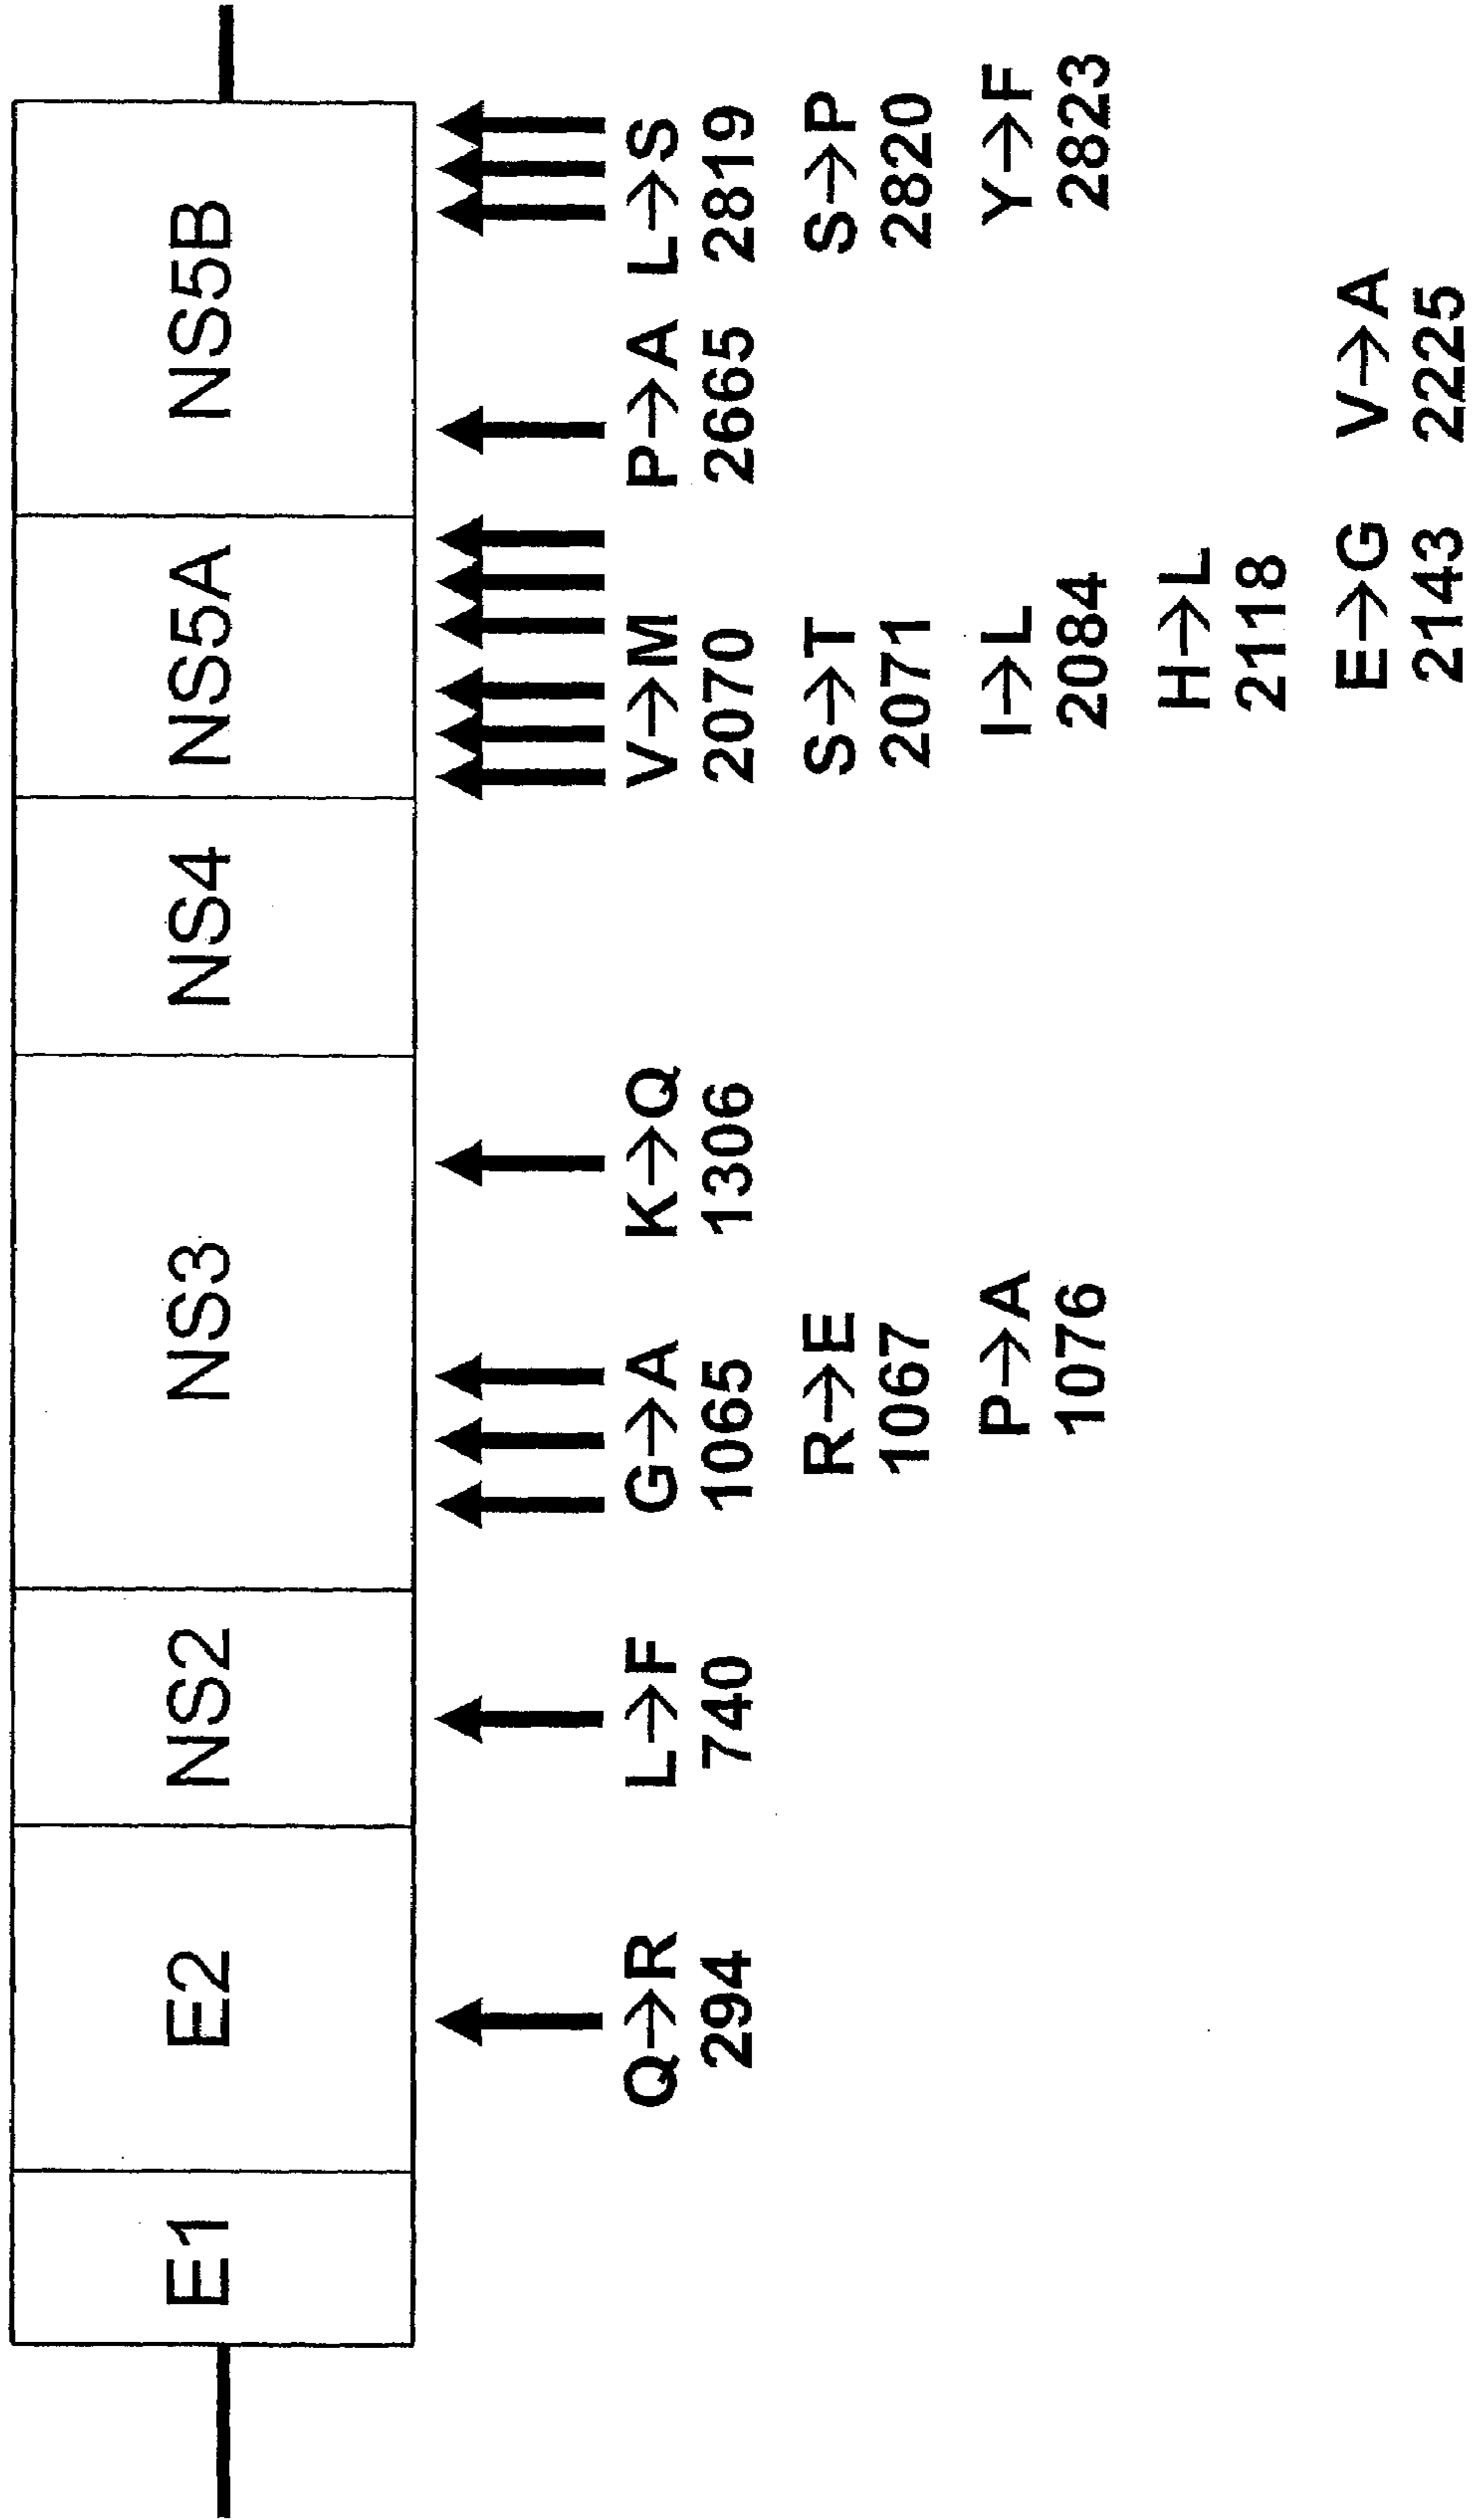 E1 E2 NS2 NS3 NS4 NS5A NS5B
Q→R L→F G→A K→Q V→M P→A L→S
294 740 1065 1306 2070 2665 2819
R→E S→T S→P
1067 2071 2820
P→A I→L Y→F
1076 2084 2823
H→L
2118
E→G V→A
2143 2225